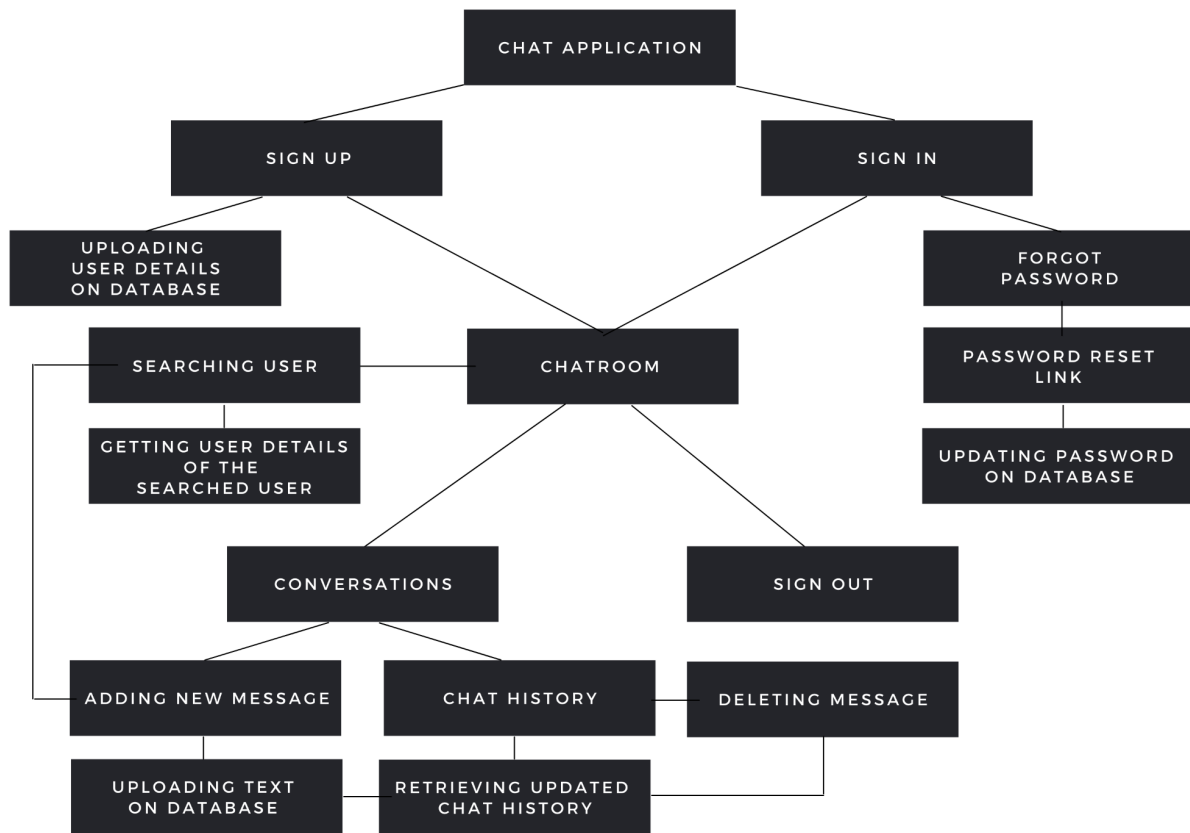 CHAT APPLICATION
SIGN UP
SIGN IN
UPLOADING
USER DETAILS
ON DATABASE
FORGOT
PASSWORD
SEARCHING USER
CHATROOM
PASSWORD RESET
LINK
GETTING USER DETAILS
OF THE
SEARCHED USER
UPDATING PASSWORD
ON DATABASE
CONVERSATIONS
SIGN OUT
ADDING NEW MESSAGE
CHAT HISTORY
DELETING MESSAGE
UPLOADING TEXT
ON DATABASE
RETRIEVING UPDATED
CHAT HISTORY